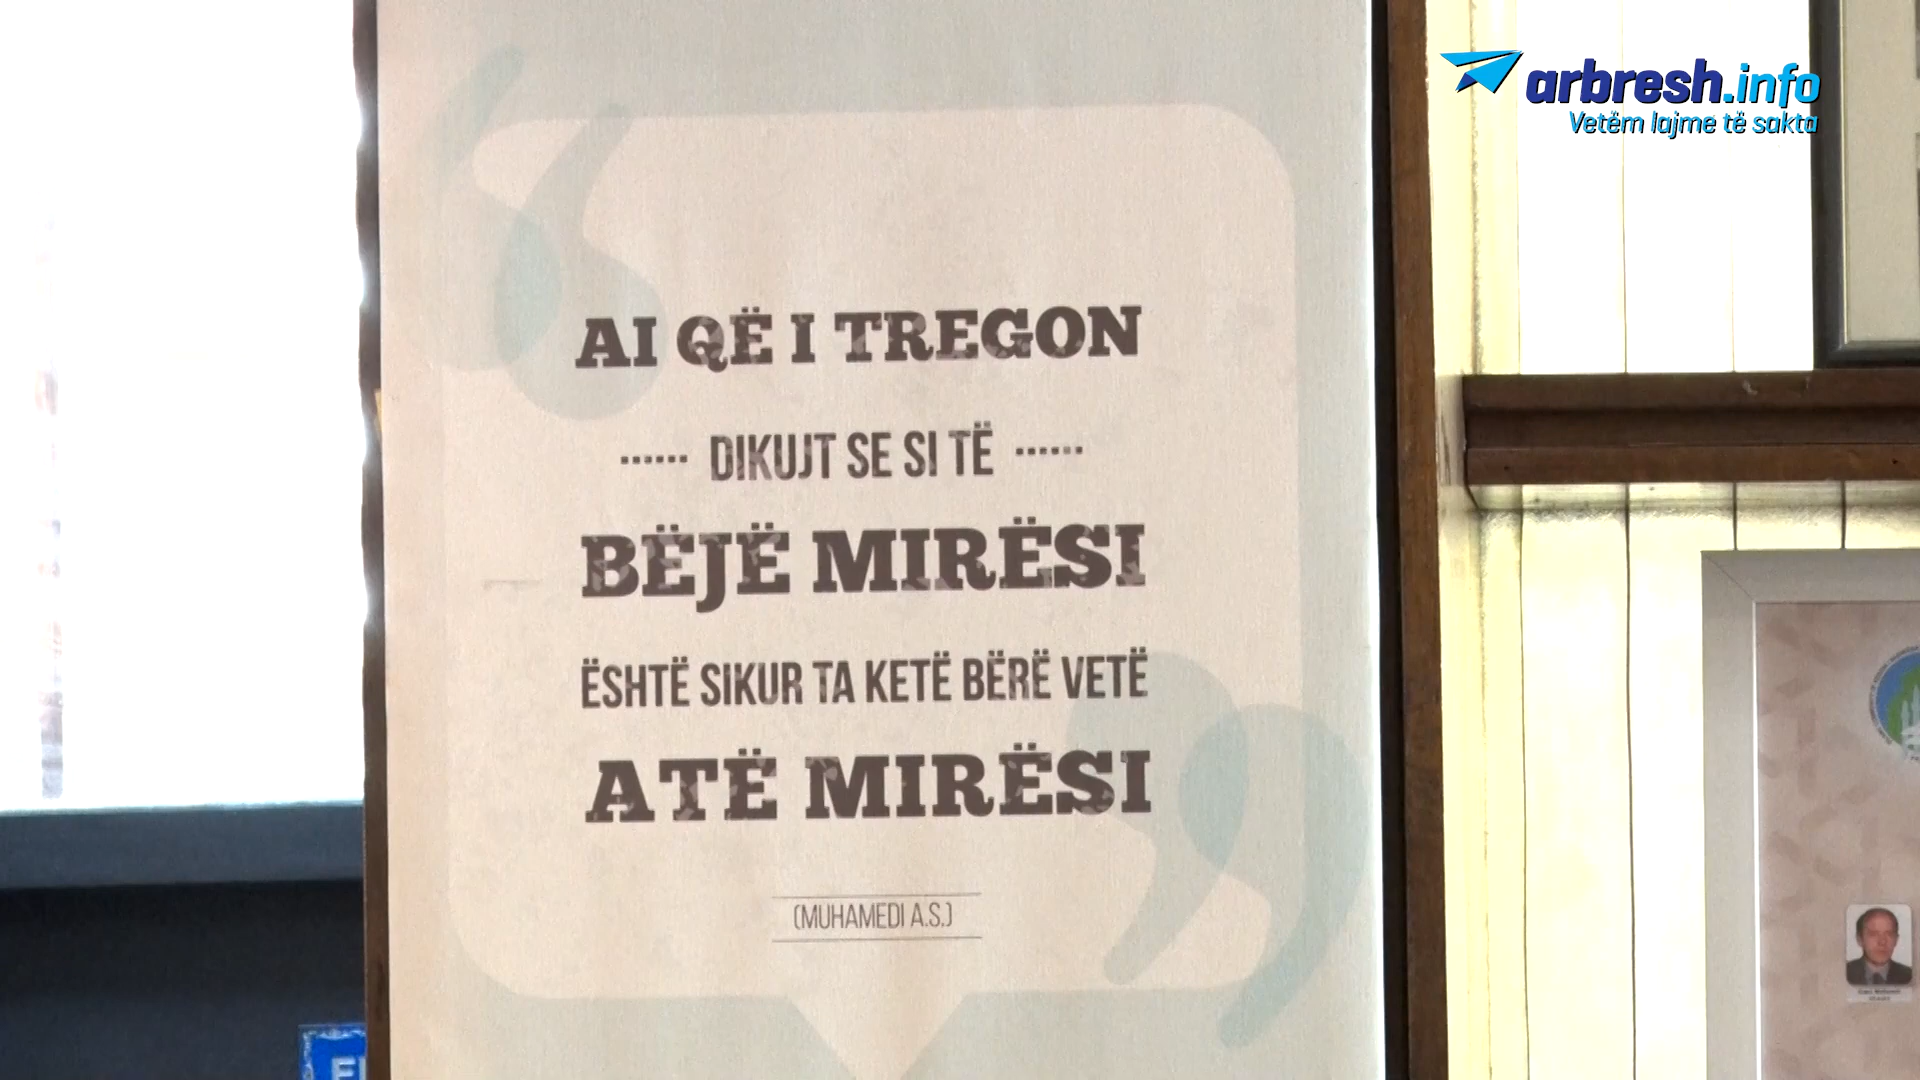 arbresh.info
Vetëm lajme të sakta
AI QË I TREGON
DIKUJT SE SI TË
BËJË MIRËSI
ËSHTË SIKUR TA KETË BËRË VETË
ATË MIRËSI
(MUHAMEDI A.S.)